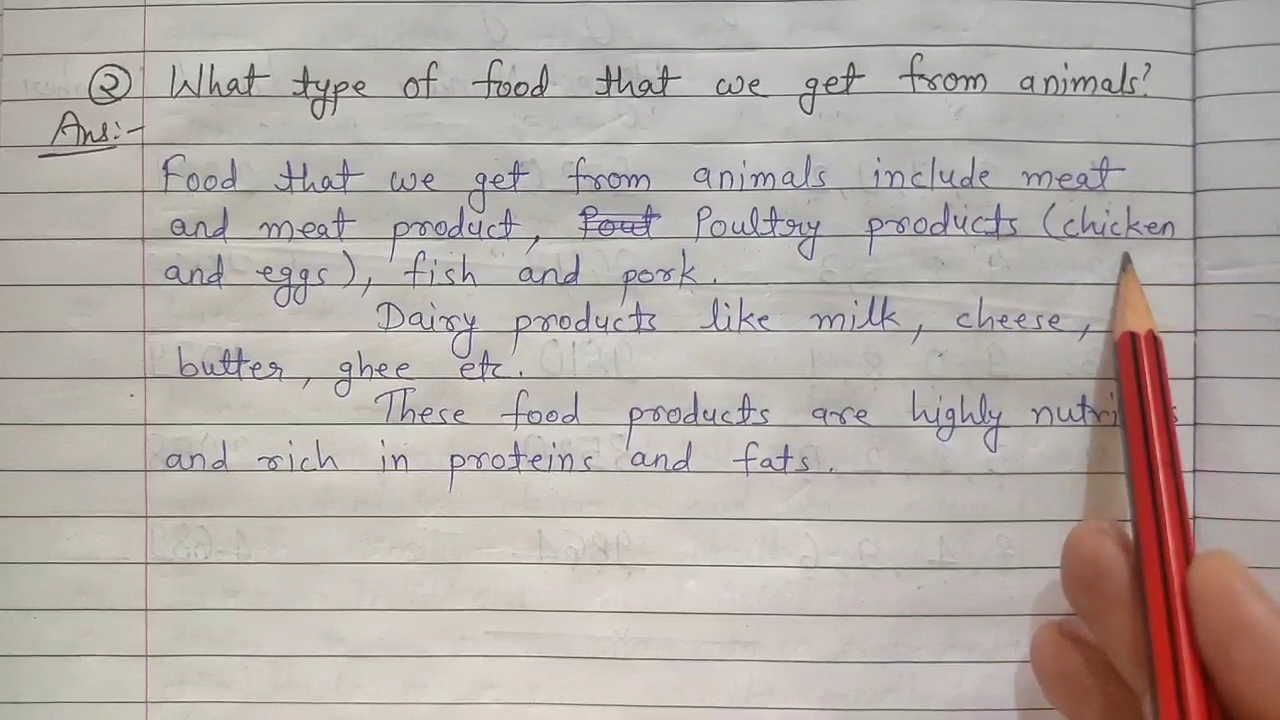 ② What type of food that we get from animals?
Ans:-
Food that we get from animals include meat
and meat product, Poultry products (chicken
and eggs), fish and pork.
Dairy products like milk, cheese,
butter, ghee etc.
These food products are highly
and rich in proteins and fats.